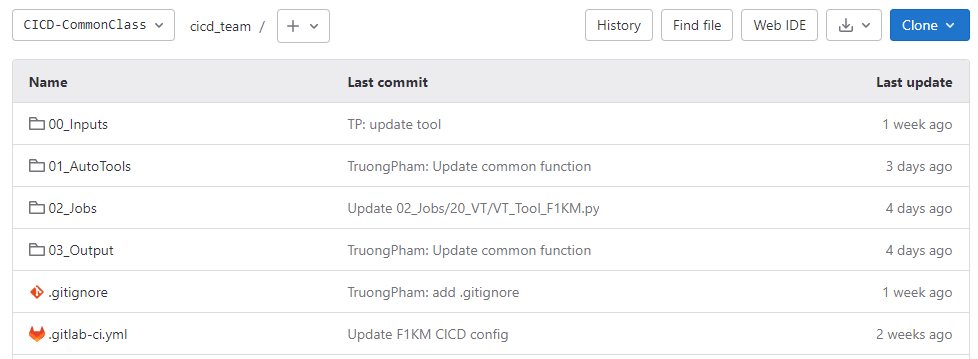 CICD-CommonClass cicd_team / + History Find file Web IDE Clone
Name Last commit Last update
00_Inputs TP: update tool 1 week ago
01_AutoTools TruongPham: Update common function 3 days ago
02_Jobs Update 02_Jobs/20_VT/VT_Tool_F1KM.py 4 days ago
03_Output TruongPham: Update common function 4 days ago
.gitignore TruongPham: add .gitignore 1 week ago
.gitlab-ci.yml Update F1KM CICD config 2 weeks ago